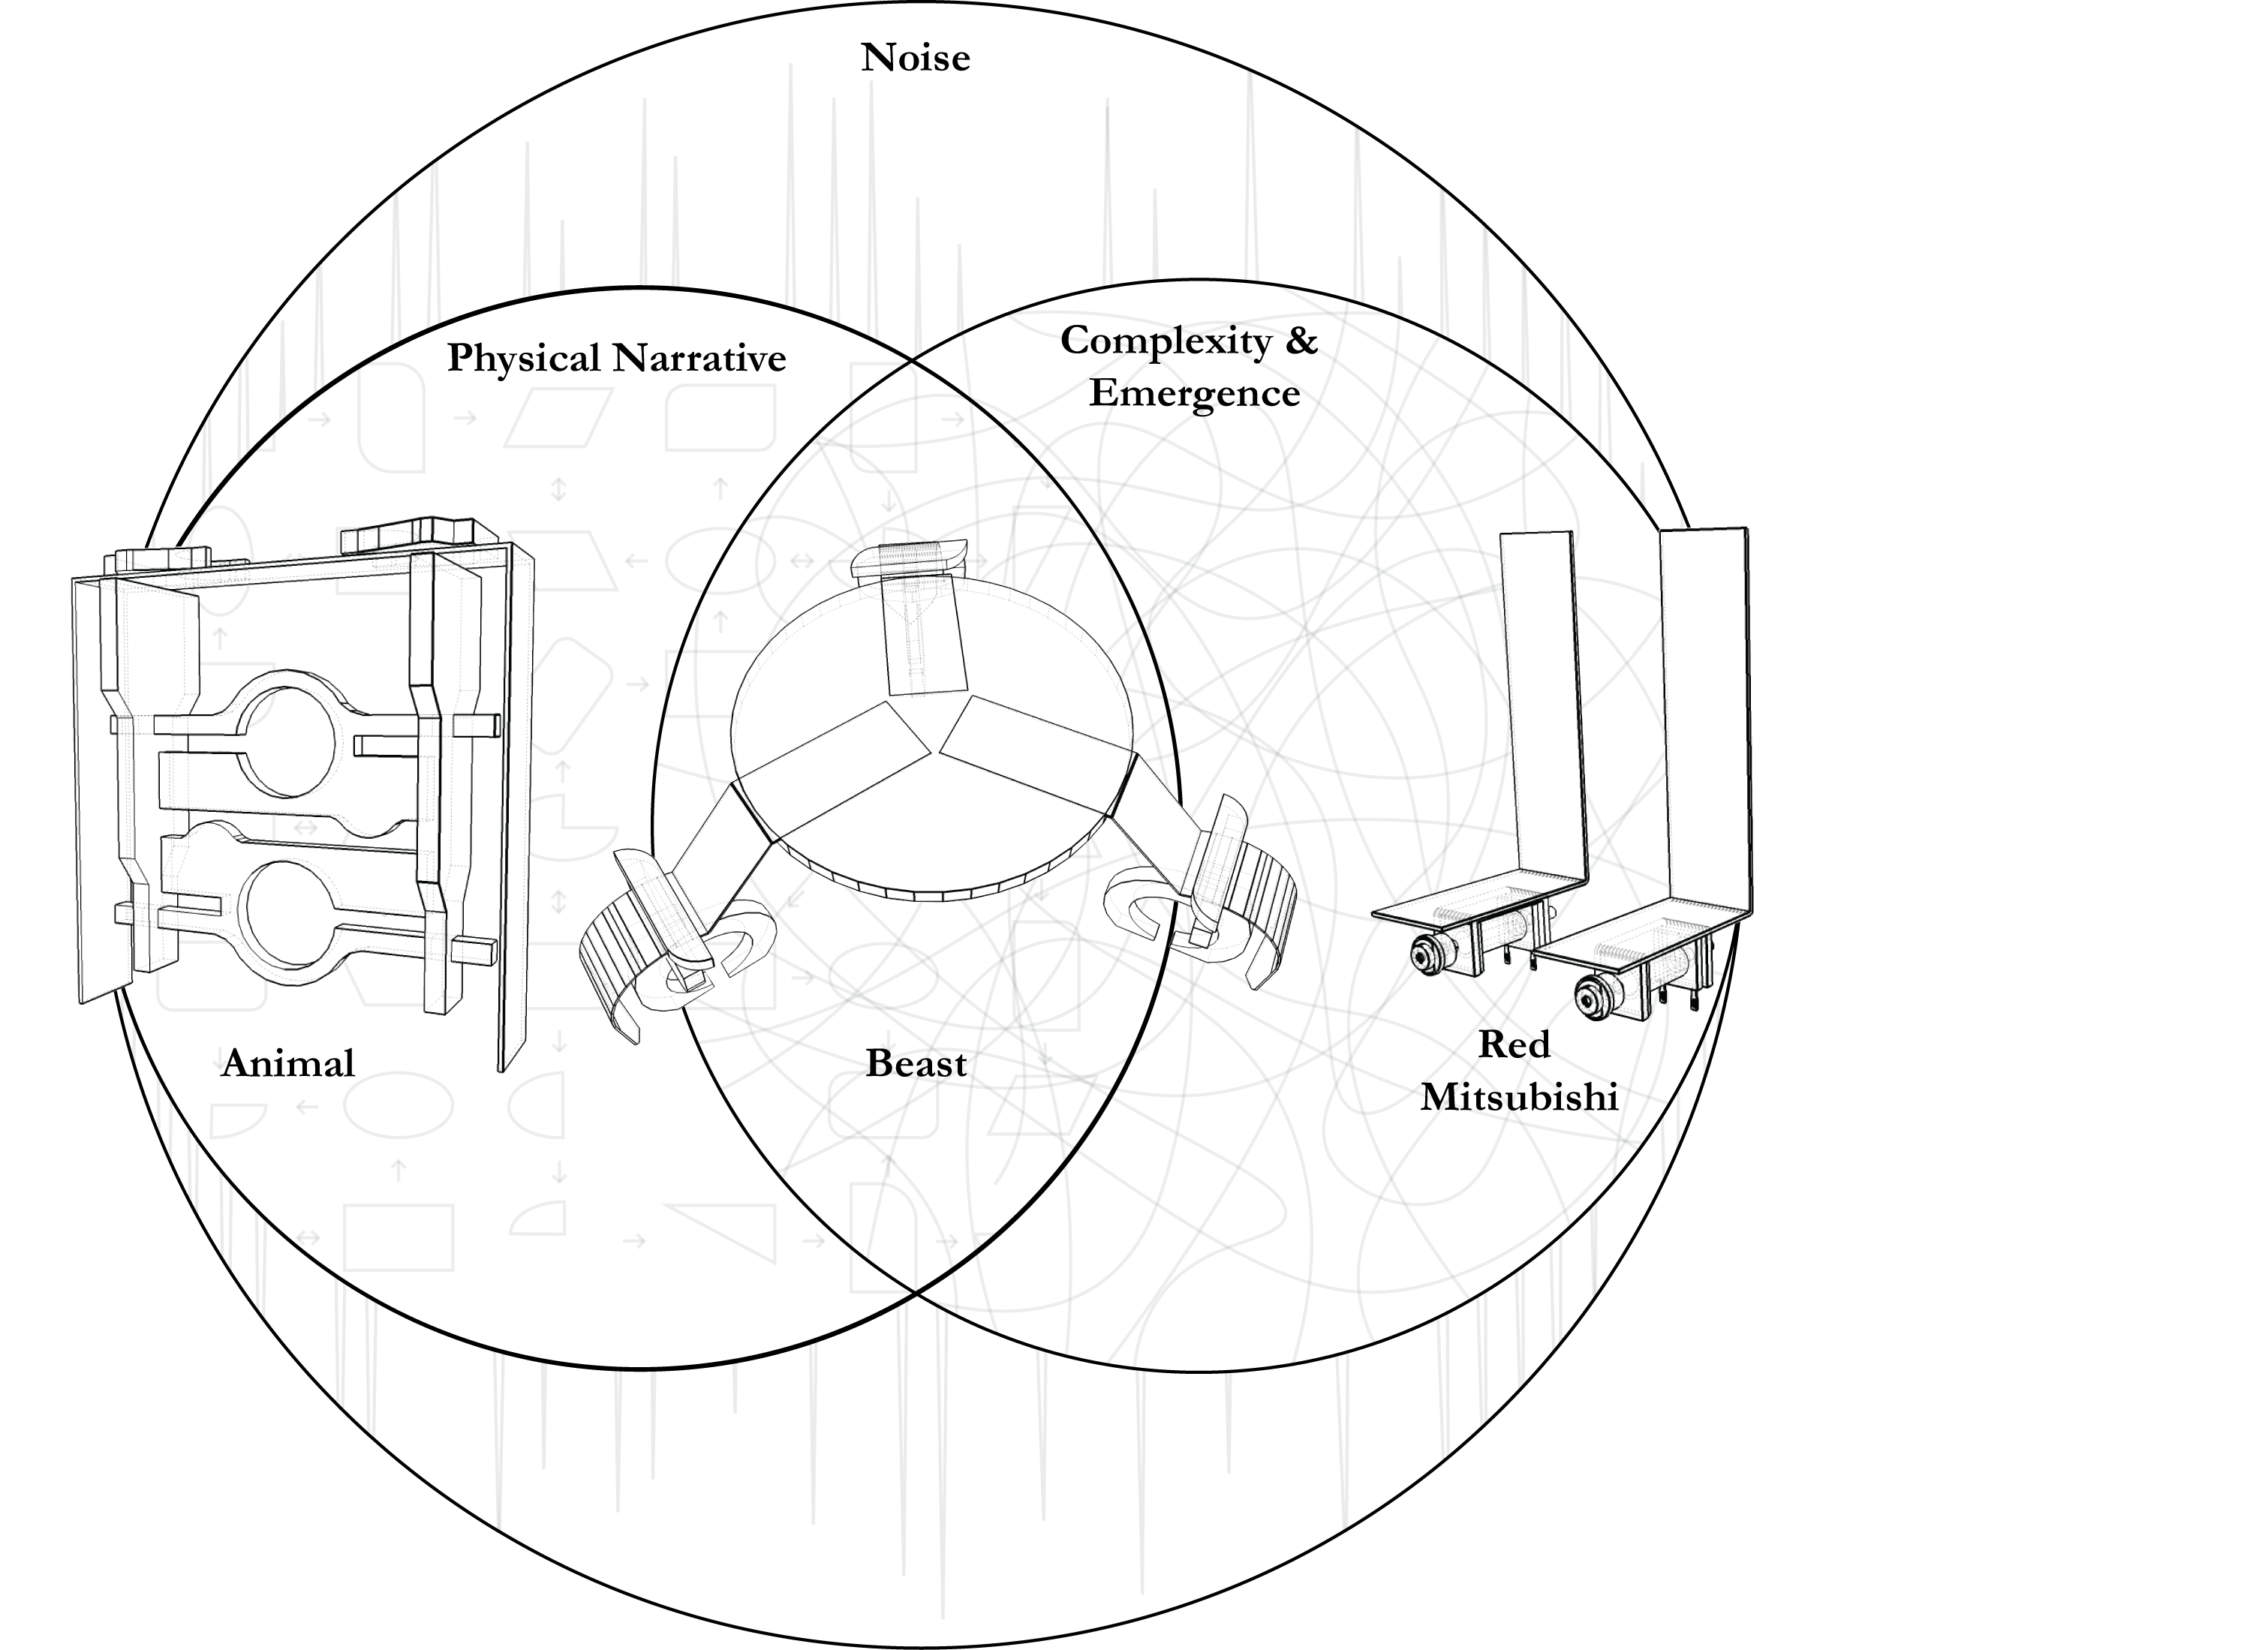 Noise
Physical Narrative
Complexity &
Emergence
Animal
Beast
Red
Mitsubishi